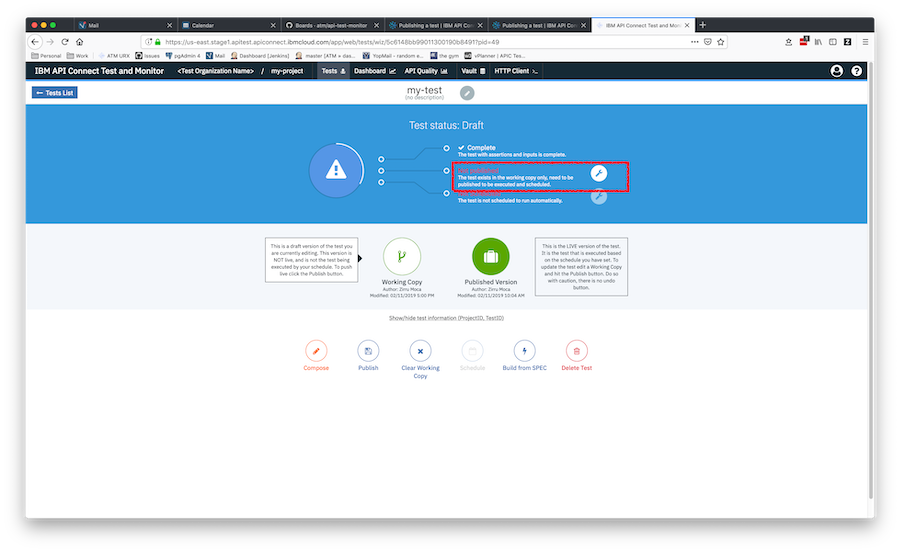 Mail
Calendar
Boards - atm/api-test-monitor
Publishing a test | IBM API Con
Publishing a test | IBM API Con
IBM API Connect Test and Monitor
https://us-east.stage1.apitest.apiconnect.ibmcloud.com/app/web/tests/wiz/5c6148bb99011300190b8491?pid=49
Personal Work ATM URX Issues pgAdmin 4 Mail Dashboard [Jenkins] master [ATM + das... YopMail - random e... the gym vPlanner | APIC Tes...
IBM API Connect Test and Monitor <Test Organization Name> / my-project Tests Dashboard API Quality Vault HTTP Client
← Tests List
my-test
(no description)
Test status: Draft
Complete
The test with assertions and inputs is complete.
The test exists in the working copy only, need to be
published to be executed and scheduled.
The test is not scheduled to run automatically.
This is a draft version of the test you
are currently editing. This version is
NOT live, and is not the test being
executed by your schedule. To push
live click the Publish button.
Working Copy
Author: Zirru Moca
Modified: 02/11/2019 5:00 PM
Published Version
Author: Zirru Moca
Modified: 02/11/2019 10:04 AM
This is the LIVE version of the test.
It is the test that is executed based
on the schedule you have set. To
update the test edit a Working Copy
and hit the Publish button. Do so
with caution, there is no undo
button.
Show/hide test information (ProjectID, TestID)
Compose
Publish
Clear Working
Copy
Schedule
Build from SPEC
Delete Test